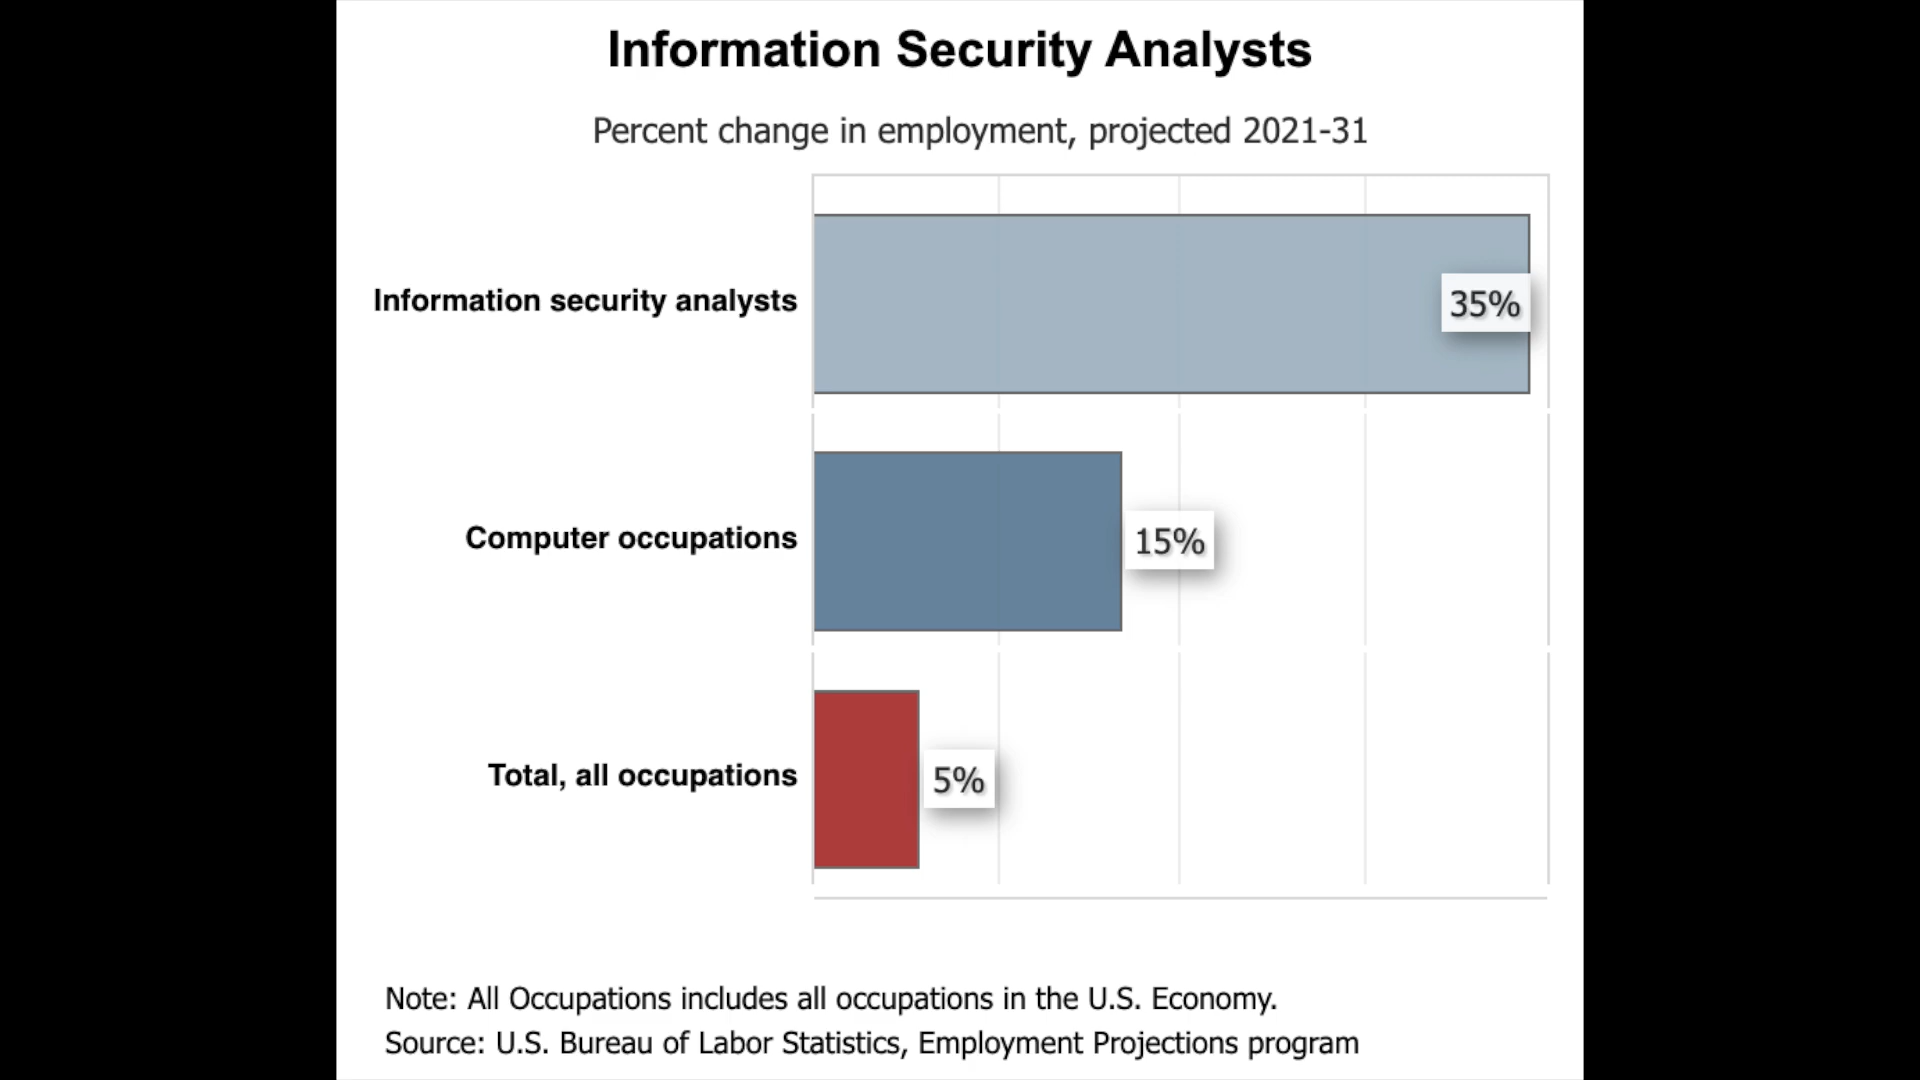 Information Security Analysts
Percent change in employment, projected 2021-31
Information security analysts
35%
Computer occupations
15%
Total, all occupations
5%
Note: All Occupations includes all occupations in the U.S. Economy.
Source: U.S. Bureau of Labor Statistics, Employment Projections program